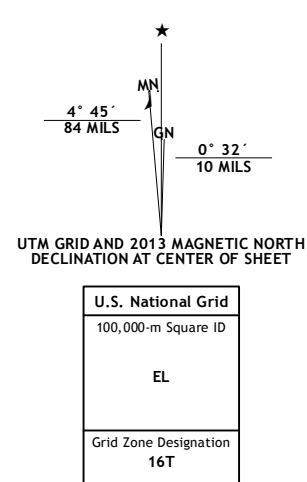 ★
MN
4° 45´
84 MILS
GN
0° 32´
10 MILS
UTM GRID AND 2013 MAGNETIC NORTH
DECLINATION AT CENTER OF SHEET
U.S. National Grid
100,000-m Square ID
EL
Grid Zone Designation
16T